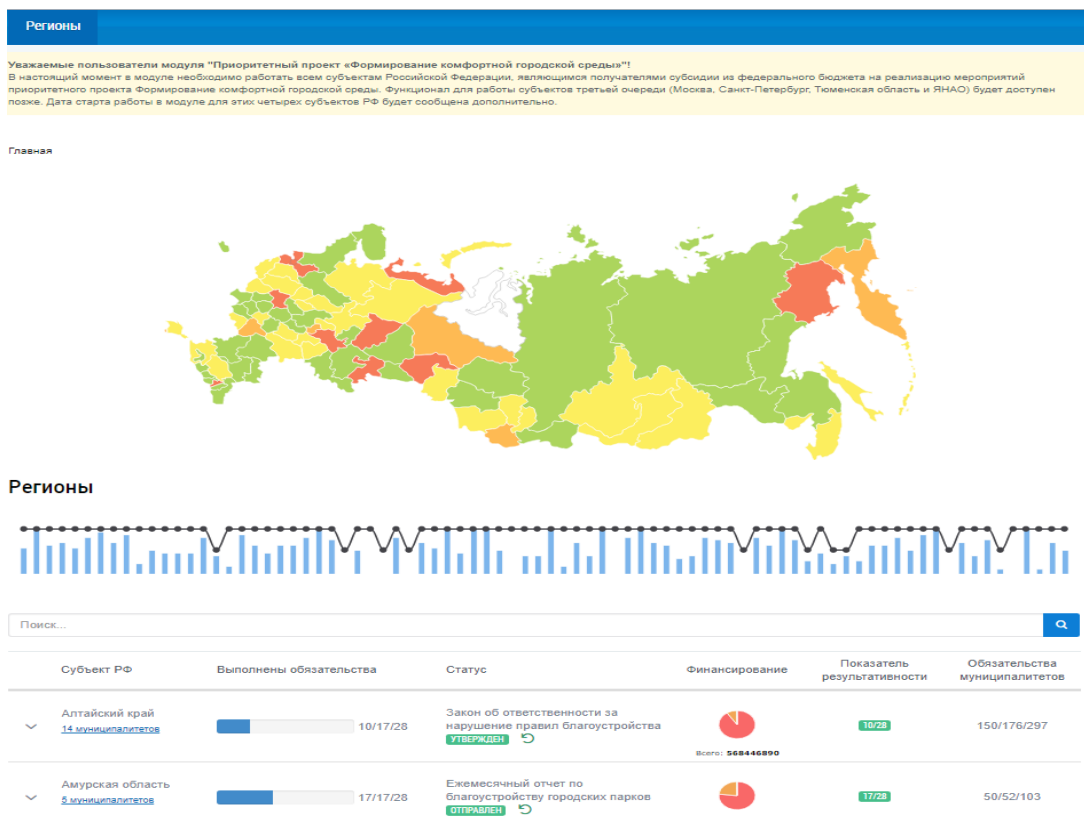 Регионы
Уважаемые пользователи модуля "Приоритетный проект «Формирование комфортной городской среды»"!
В настоящий момент в модуле необходимо работать всем субъектам Российской Федерации, являющимся получателями субсидии из федерального бюджета на реализацию мероприятий
приоритетного проекта Формирование комфортной городской среды. Функционал для работы субъектов третьей очереди (Москва, Санкт-Петербург, Тюменская область и ЯНАО) будет доступен
позже. Дата старта работы в модуле для этих четырех субъектов РФ будет сообщена дополнительно.
Главная
Регионы
Поиск...
Субъект РФ Выполнены обязательства Статус Финансирование Показатель результативности Обязательства муниципалитетов
Алтайский край
14 муниципалитетов
10/17/28
Закон об ответственности за
нарушение правил благоустройства
УТВЕРЖДЕН
Всего: 568446890
10/28
150/176/297
Амурская область
5 муниципалитетов
17/17/28
Ежемесячный отчет по
благоустройству городских парков
ОТПРАВЛЕН
17/28
50/52/103